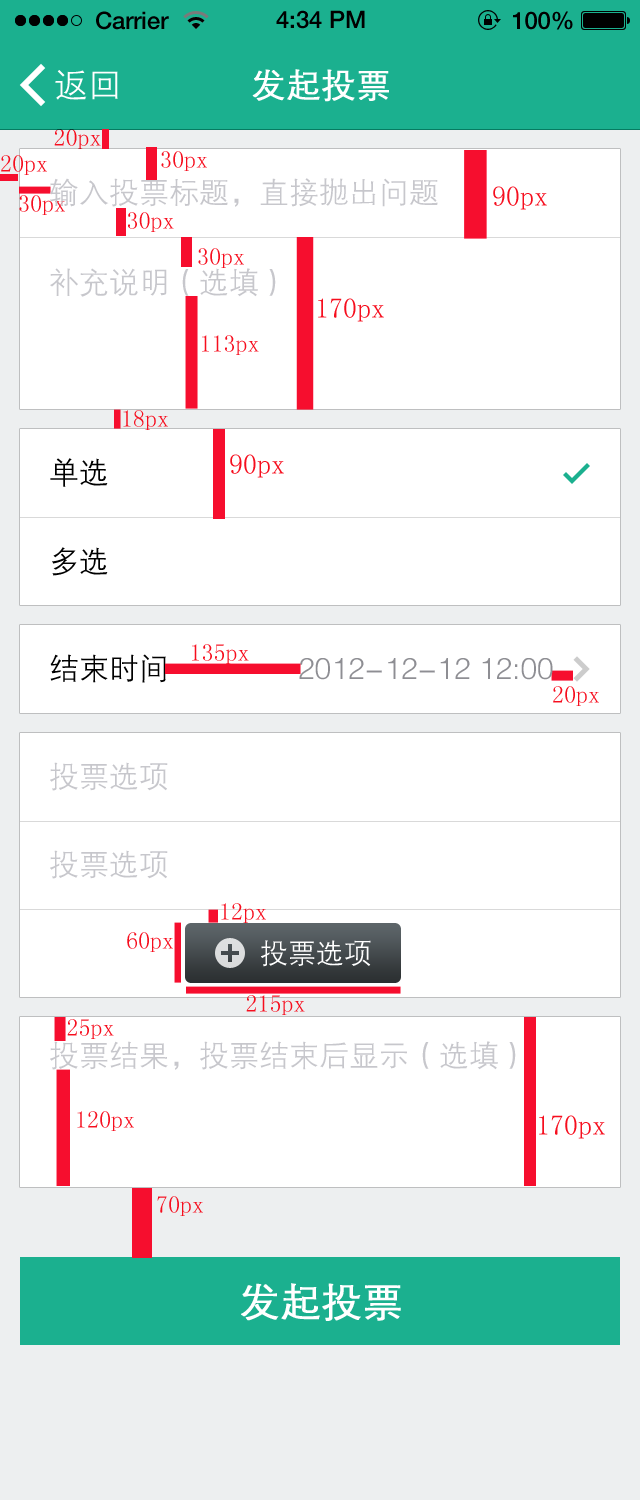 Carrier 4:34 PM 100%
返回 发起投票
20px
20px 30px
输入投票标题，直接抛出问题 90px
30px
30px
30px
补充说明（选填）
170px
113px
18px
单选 90px
多选
135px
结束时间 2012-12-12 12:00
20px
投票选项
投票选项
12px
60px
投票选项
215px
25px
投票结果，投票结束后显示（选填）
120px
170px
70px
发起投票